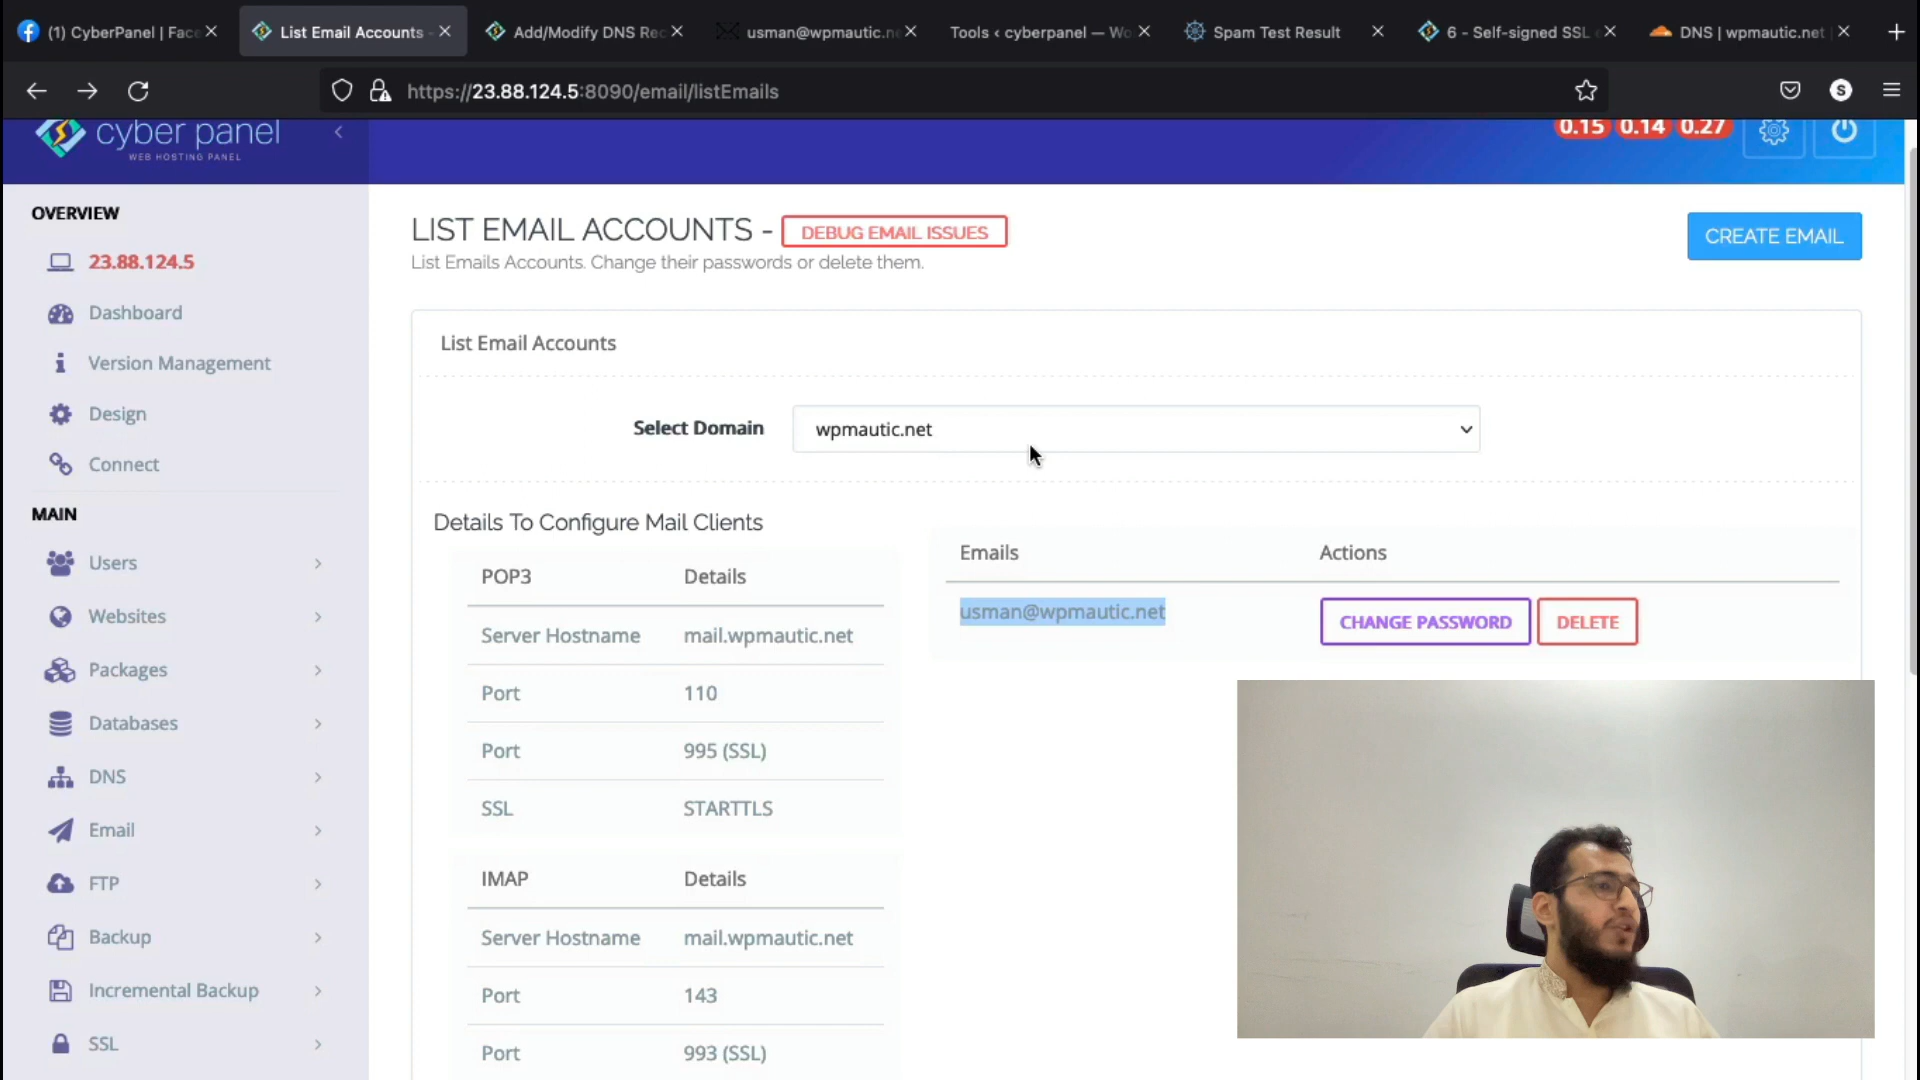 (1) CyberPanel | Face
List Email Accounts -
Add/Modify DNS Rec
usman@wpmautic.ne
Tools ‹ cyberpanel — Wo
Spam Test Result
6 - Self-signed SSL
DNS | wpmautic.net |
https://23.88.124.5:8090/email/listEmails
S
cyber panel
WEB HOSTING PANEL
0.15 0.14 0.27
OVERVIEW
23.88.124.5
Dashboard
Version Management
Design
Connect
MAIN
Users
Websites
Packages
Databases
DNS
Email
FTP
Backup
Incremental Backup
SSL
LIST EMAIL ACCOUNTS - DEBUG EMAIL ISSUES
List Emails Accounts. Change their passwords or delete them.
CREATE EMAIL
List Email Accounts
Select Domain wpmautic.net
Details To Configure Mail Clients
POP3 Details
Server Hostname mail.wpmautic.net
Port 110
Port 995 (SSL)
SSL STARTTLS
IMAP Details
Server Hostname mail.wpmautic.net
Port 143
Port 993 (SSL)
Emails Actions
usman@wpmautic.net CHANGE PASSWORD DELETE